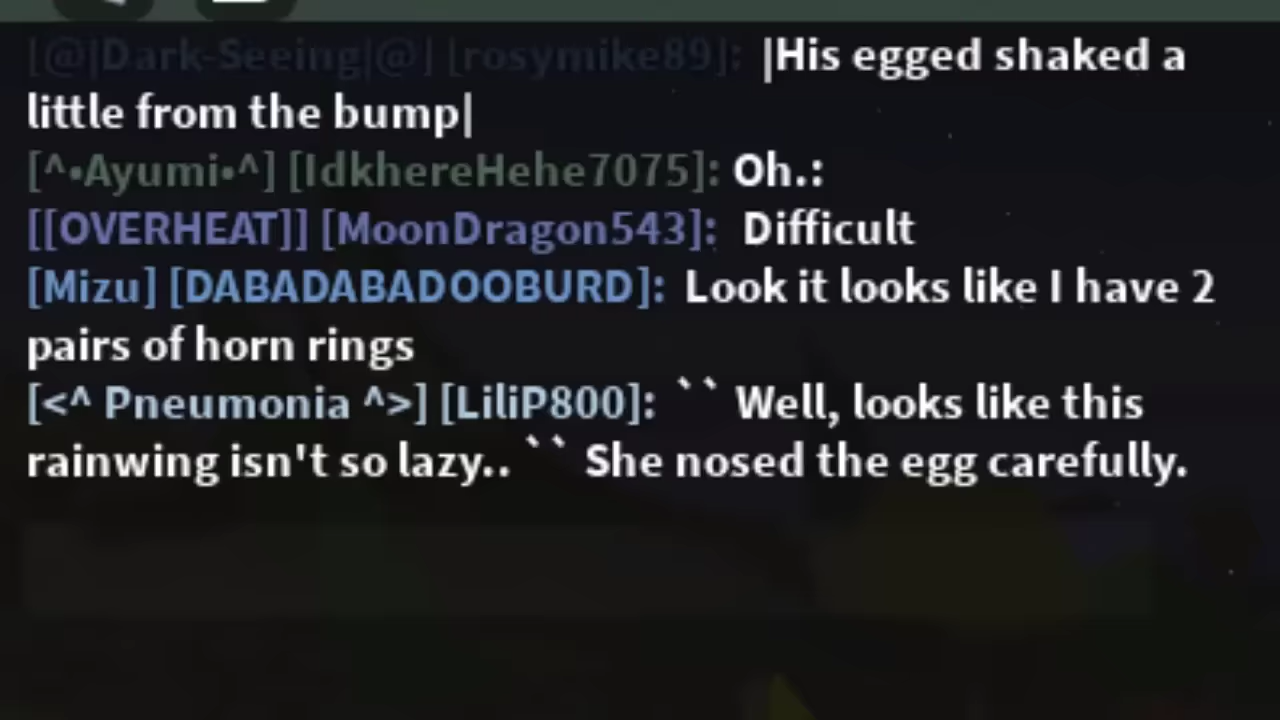 [@|Dark-Seeing|@] [rosymike89]: |His egged shaked a
little from the bump|
[^•Ayumi•^] [IdkhereHehe7075]: Oh.:
[[OVERHEAT]] [MoonDragon543]: Difficult
[Mizu] [DABADABADOOBURD]: Look it looks like I have 2
pairs of horn rings
[<^ Pneumonia ^>] [LiliP800]: `` Well, looks like this
rainwing isn't so lazy.. `` She nosed the egg carefully.